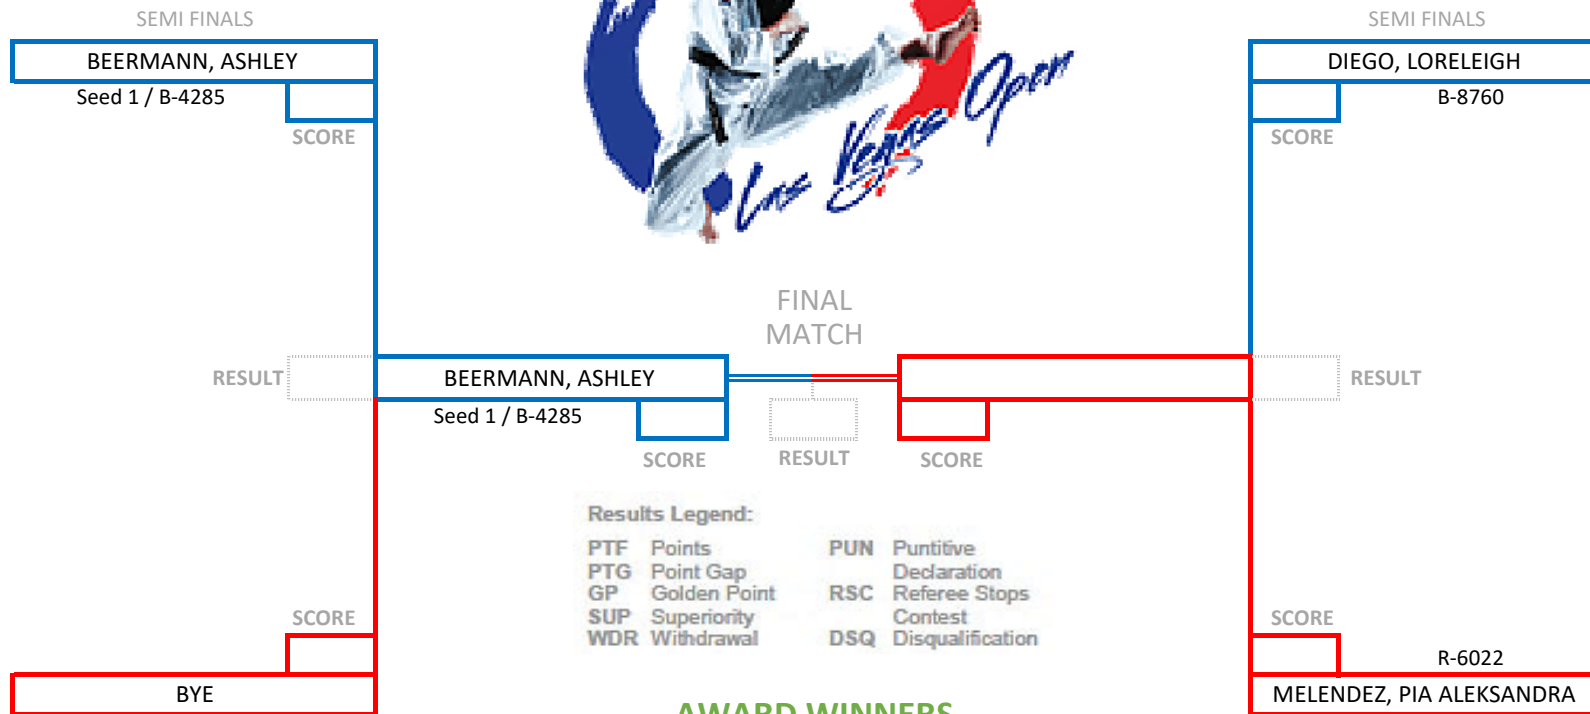 SEMI FINALS
SEMI FINALS
BEERMANN, ASHLEY
DIEGO, LORELEIGH
Seed 1 / B-4285
B-8760
SCORE
SCORE
Las Vegas Open
FINAL
MATCH
RESULT
BEERMANN, ASHLEY
RESULT
Seed 1 / B-4285
SCORE
RESULT
SCORE
Results Legend:
PTF Points
PTG Point Gap
GP Golden Point
SUP Superiority
WDR Withdrawal
PUN Puntitive
Declaration
RSC Referee Stops
Contest
DSQ Disqualification
SCORE
SCORE
R-6022
BYE
MELENDEZ, PIA ALEKSANDRA
AWARD WINNERS